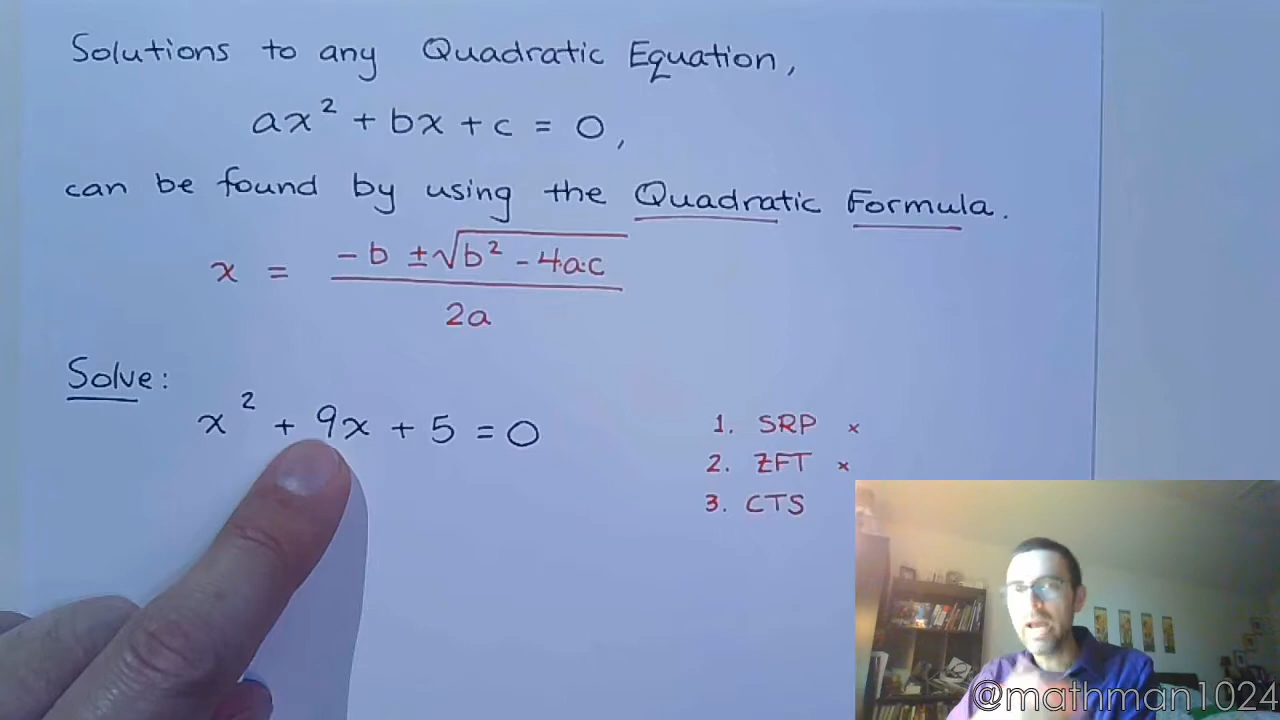 Solutions to any Quadratic Equation,
ax² + bx + c = 0,
can be found by using the Quadratic Formula.
x = -b ±√b² - 4·a·c
2a
Solve:
x² + 9x + 5 = 0
1. SRP ×
2. ZFT ×
3. CTS
@mathman1024